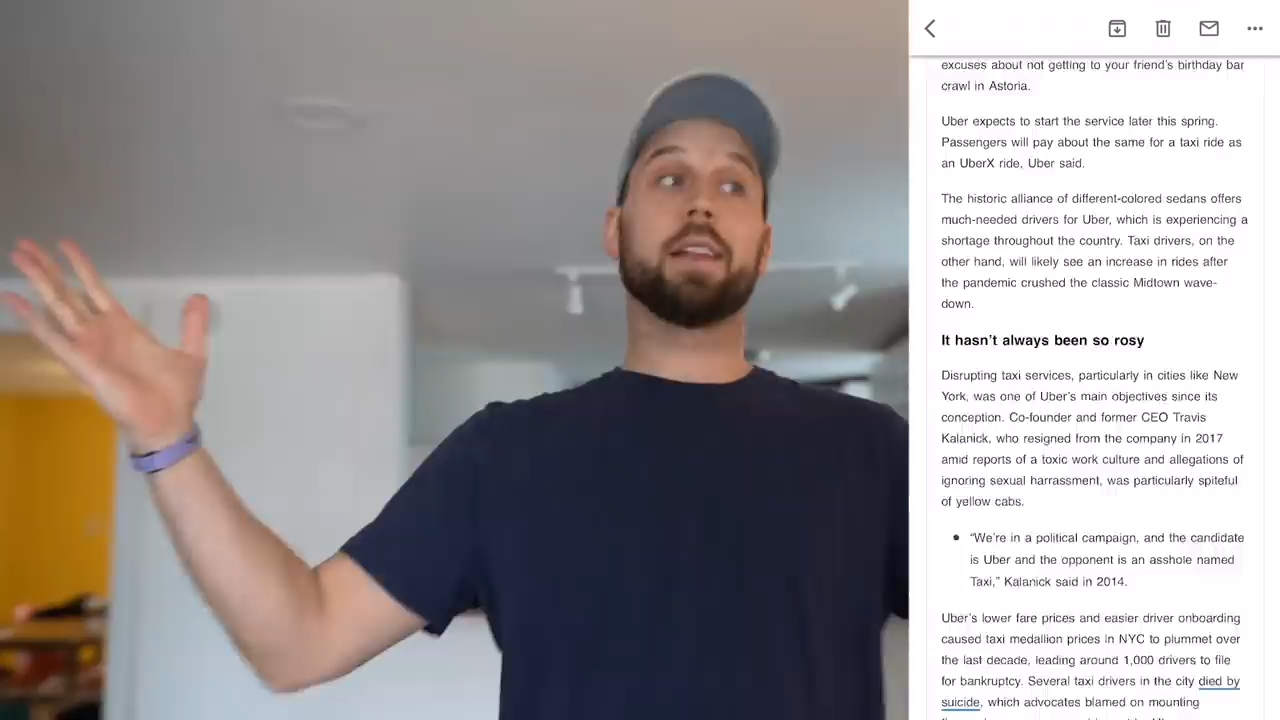 excuses about not getting to your friend's birthday bar
crawl in Astoria.
Uber expects to start the service later this spring.
Passengers will pay about the same for a taxi ride as
an UberX ride, Uber said.
The historic alliance of different-colored sedans offers
much-needed drivers for Uber, which is experiencing a
shortage throughout the country. Taxi drivers, on the
other hand, will likely see an increase in rides after
the pandemic crushed the classic Midtown wave-
down.
It hasn't always been so rosy
Disrupting taxi services, particularly in cities like New
York, was one of Uber's main objectives since its
conception. Co-founder and former CEO Travis
Kalanick, who resigned from the company in 2017
amid reports of a toxic work culture and allegations of
ignoring sexual harrassment, was particularly spiteful
of yellow cabs.
• "We're in a political campaign, and the candidate
is Uber and the opponent is an asshole named
Taxi," Kalanick said in 2014.
Uber's lower fare prices and easier driver onboarding
caused taxi medallion prices in NYC to plummet over
the last decade, leading around 1,000 drivers to file
for bankruptcy. Several taxi drivers in the city died by
suicide, which advocates blamed on mounting